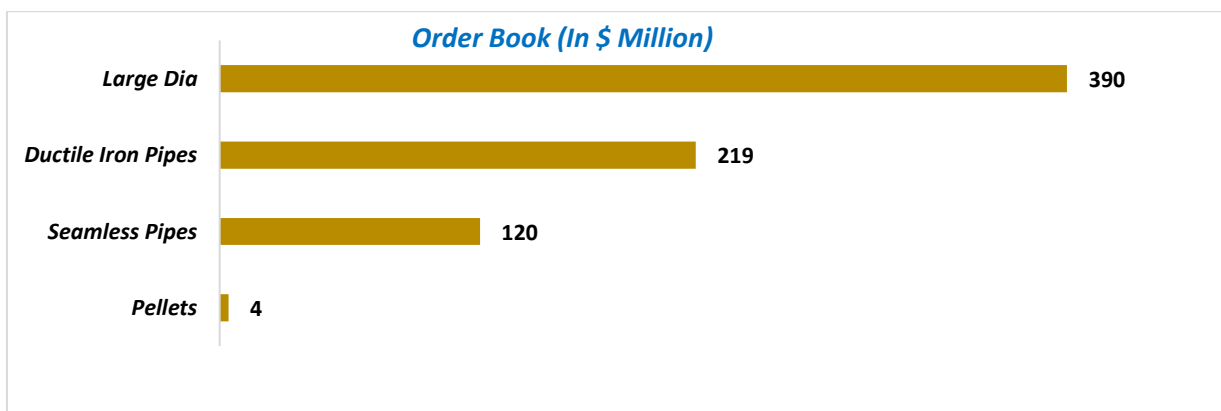 Order Book (In $ Million)
Large Dia 390
Ductile Iron Pipes 219
Seamless Pipes 120
Pellets 4